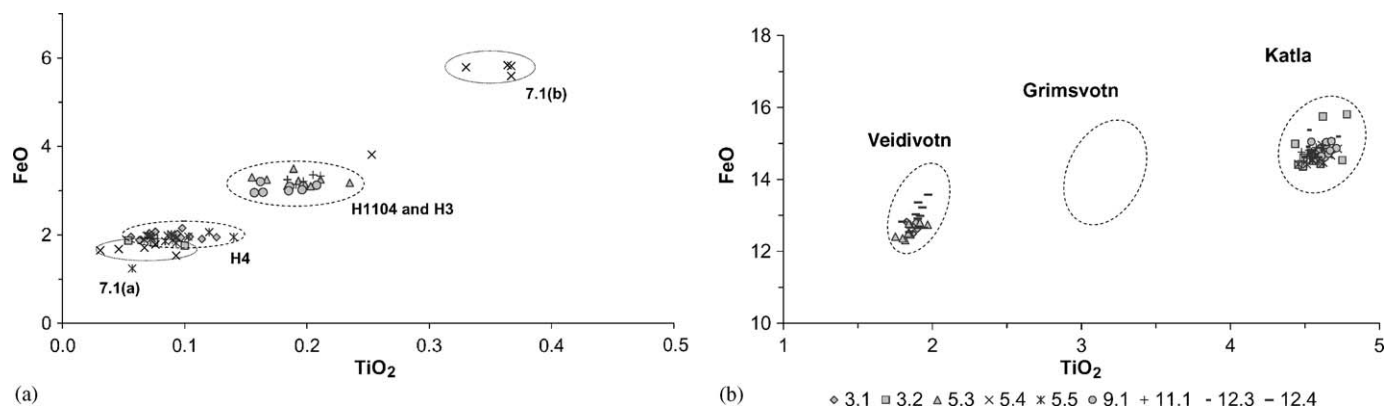 6
4
2
0
FeO
7.1(b)
H1104 and H3
H4
7.1(a)
0.0 0.1 0.2 0.3 0.4 0.5
TiO2
(a)
18
16
14
12
10
FeO
Veidivotn
Grimsvotn
Katla
1 2 3 4 5
TiO2
(b)
3.1 3.2 5.3 5.4 5.5 9.1 11.1 12.3 12.4